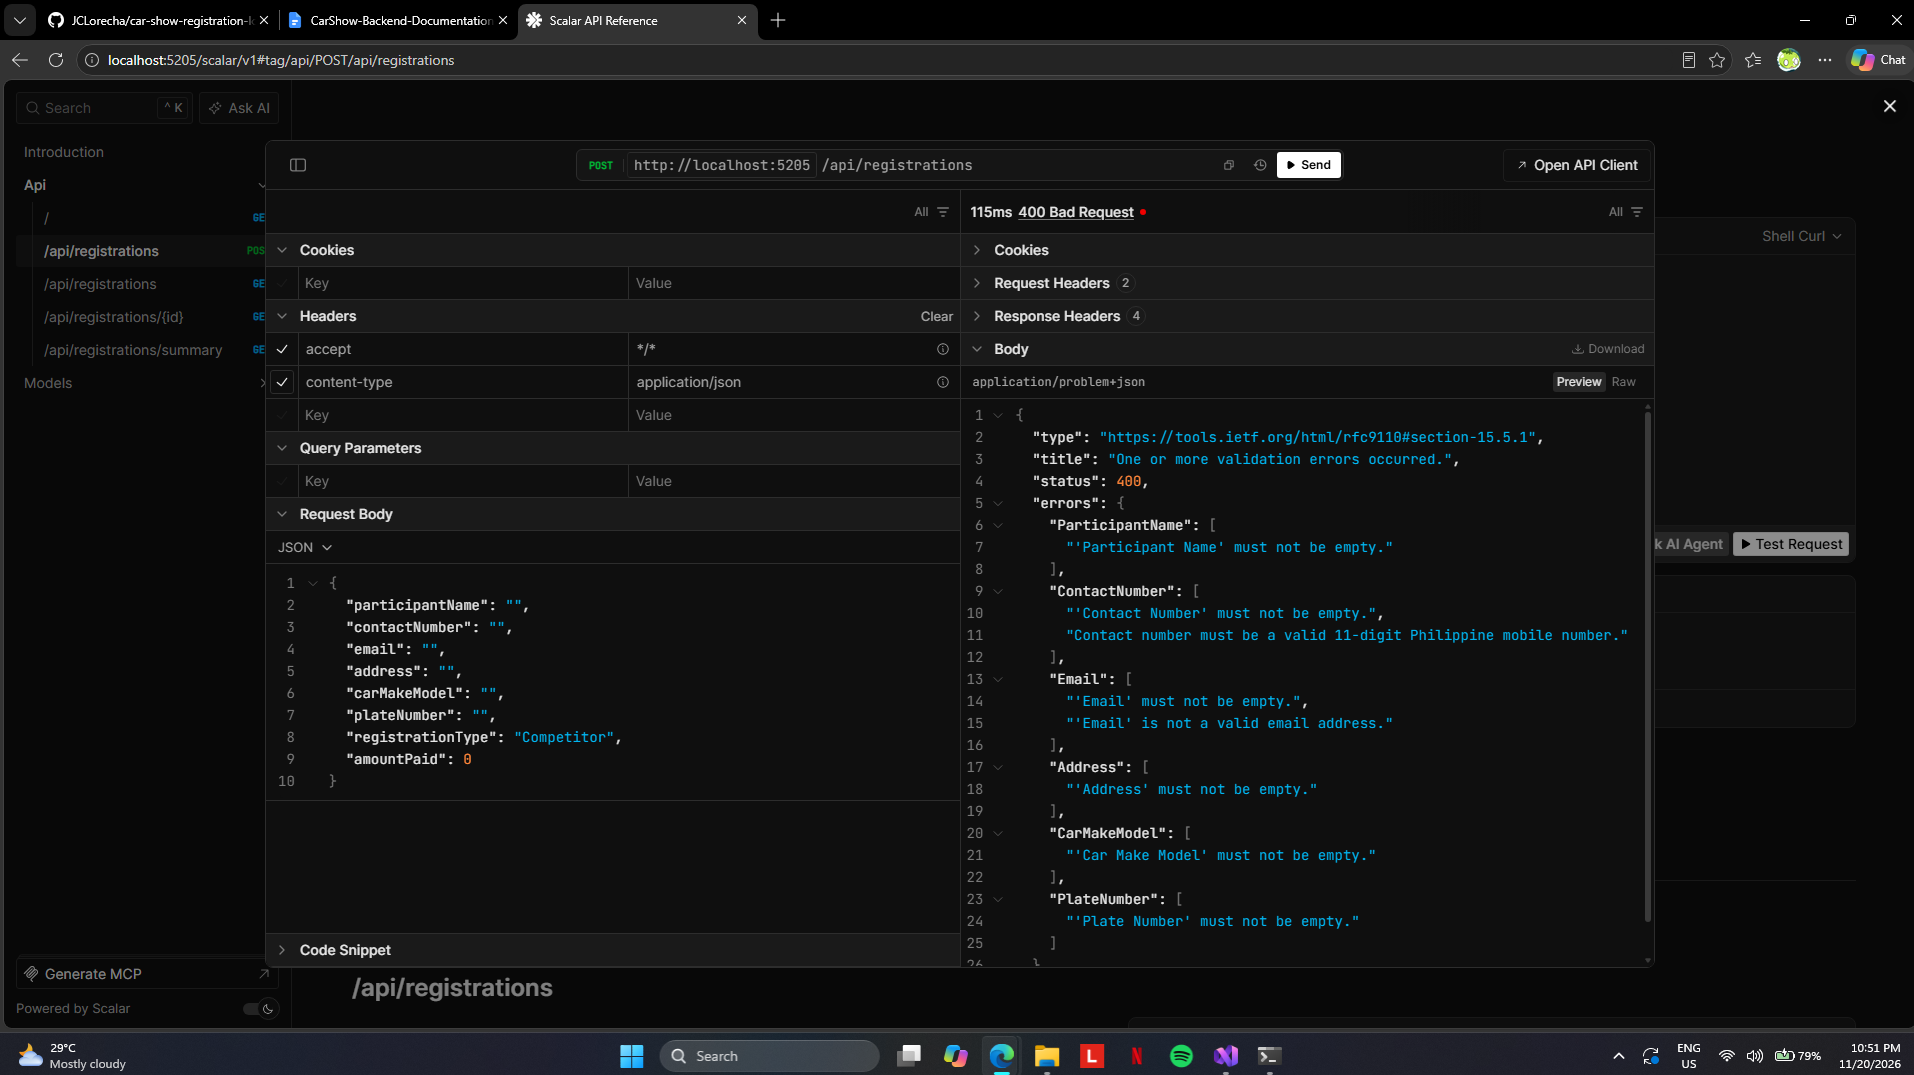 JCLorecha/car-show-registration-lo
CarShow-Backend-Documentation
Scalar API Reference
localhost:5205/scalar/v1#tag/api/POST/api/registrations
Chat
Search
^ K
Ask AI
Introduction
Api
/
GE
/api/registrations
POS
/api/registrations
GE
/api/registrations/{id}
GE
/api/registrations/summary
GE
Models
Generate MCP
Powered by Scalar
POST
http://localhost:5205
/api/registrations
Send
Open API Client
All
Cookies
Key
Value
Headers
Clear
accept
*/*
content-type
application/json
Key
Value
Query Parameters
Key
Value
Request Body
JSON
1 {
2 "participantName": "",
3 "contactNumber": "",
4 "email": "",
5 "address": "",
6 "carMakeModel": "",
7 "plateNumber": "",
8 "registrationType": "Competitor",
9 "amountPaid": 0
10 }
Code Snippet
115ms 400 Bad Request
All
Cookies
Request Headers 2
Response Headers 4
Body
Download
application/problem+json
Preview
Raw
1 {
2 "type": "https://tools.ietf.org/html/rfc9110#section-15.5.1",
3 "title": "One or more validation errors occurred.",
4 "status": 400,
5 "errors": {
6 "ParticipantName": [
7 "'Participant Name' must not be empty."
8 ],
9 "ContactNumber": [
10 "'Contact Number' must not be empty.",
11 "Contact number must be a valid 11-digit Philippine mobile number."
12 ],
13 "Email": [
14 "'Email' must not be empty.",
15 "'Email' is not a valid email address."
16 ],
17 "Address": [
18 "'Address' must not be empty."
19 ],
20 "CarMakeModel": [
21 "'Car Make Model' must not be empty."
22 ],
23 "PlateNumber": [
24 "'Plate Number' must not be empty."
25 ]
26 }
Shell Curl
k AI Agent
Test Request
/api/registrations
29°C
Mostly cloudy
Search
L
N
ENG
US
79%
10:51 PM
11/20/2026